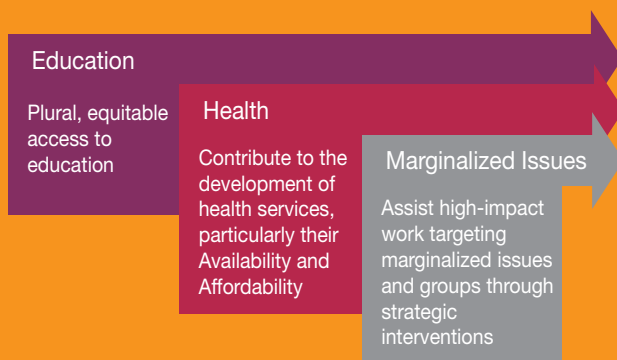 Education
Plural, equitable
access to
education
Health
Contribute to the
development of
health services,
particularly their
Availability and
Affordability
Marginalized Issues
Assist high-impact
work targeting
marginalized issues
and groups through
strategic
interventions